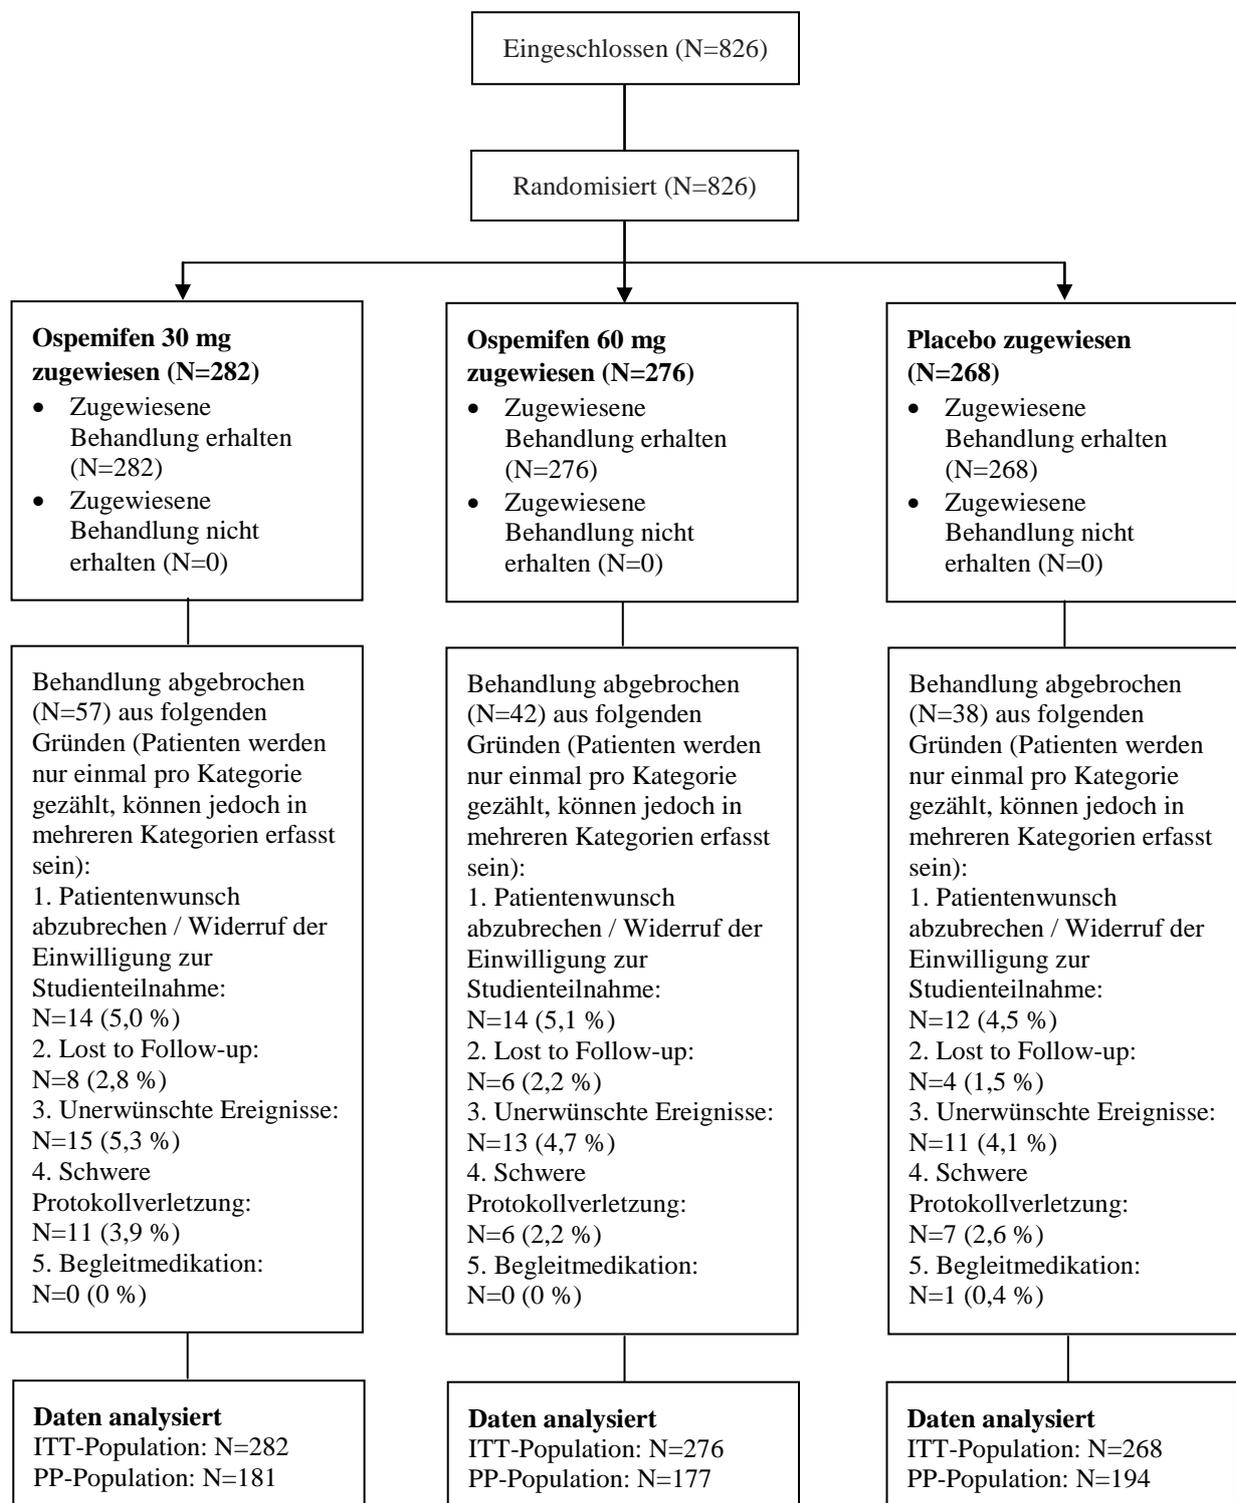 Eingeschlossen (N=826)
Randomisiert (N=826)
Ospemifen 30 mg
zugewiesen (N=282)
• Zugewiesene
Behandlung erhalten
(N=282)
• Zugewiesene
Behandlung nicht
erhalten (N=0)
Ospemifen 60 mg
zugewiesen (N=276)
• Zugewiesene
Behandlung erhalten
(N=276)
• Zugewiesene
Behandlung nicht
erhalten (N=0)
Placebo zugewiesen
(N=268)
• Zugewiesene
Behandlung erhalten
(N=268)
• Zugewiesene
Behandlung nicht
erhalten (N=0)
Behandlung abgebrochen
(N=57) aus folgenden
Gründen (Patienten werden
nur einmal pro Kategorie
gezählt, können jedoch in
mehreren Kategorien erfasst
sein):
1. Patientenwunsch
abzubrechen / Widerruf der
Einwilligung zur
Studienteilnahme:
N=14 (5,0 %)
2. Lost to Follow-up:
N=8 (2,8 %)
3. Unerwünschte Ereignisse:
N=15 (5,3 %)
4. Schwere
Protokollverletzung:
N=11 (3,9 %)
5. Begleitmedikation:
N=0 (0 %)
Behandlung abgebrochen
(N=42) aus folgenden
Gründen (Patienten werden
nur einmal pro Kategorie
gezählt, können jedoch in
mehreren Kategorien erfasst
sein):
1. Patientenwunsch
abzubrechen / Widerruf der
Einwilligung zur
Studienteilnahme:
N=14 (5,1 %)
2. Lost to Follow-up:
N=6 (2,2 %)
3. Unerwünschte Ereignisse:
N=13 (4,7 %)
4. Schwere
Protokollverletzung:
N=6 (2,2 %)
5. Begleitmedikation:
N=0 (0 %)
Behandlung abgebrochen
(N=38) aus folgenden
Gründen (Patienten werden
nur einmal pro Kategorie
gezählt, können jedoch in
mehreren Kategorien erfasst
sein):
1. Patientenwunsch
abzubrechen / Widerruf der
Einwilligung zur
Studienteilnahme:
N=12 (4,5 %)
2. Lost to Follow-up:
N=4 (1,5 %)
3. Unerwünschte Ereignisse:
N=11 (4,1 %)
4. Schwere
Protokollverletzung:
N=7 (2,6 %)
5. Begleitmedikation:
N=1 (0,4 %)
Daten analysiert
ITT-Population: N=282
PP-Population: N=181
Daten analysiert
ITT-Population: N=276
PP-Population: N=177
Daten analysiert
ITT-Population: N=268
PP-Population: N=194